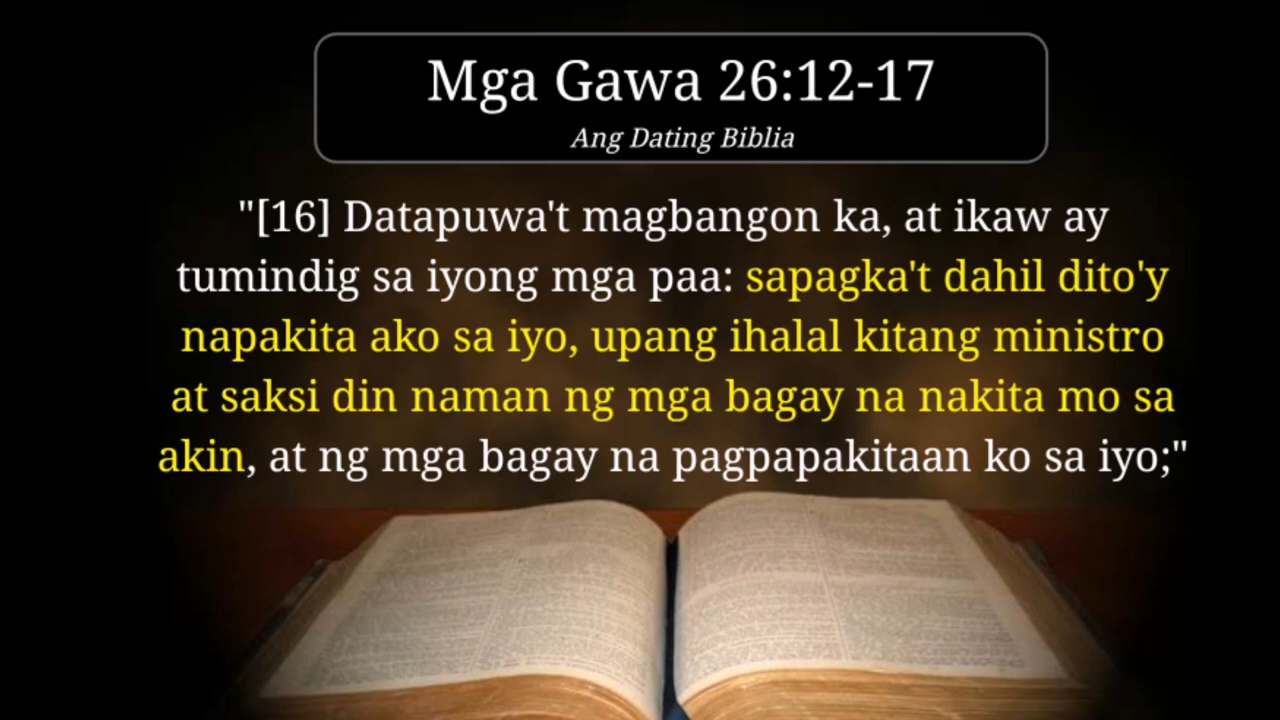 Mga Gawa 26:12-17
Ang Dating Biblia
"[16] Datapuwa't magbangon ka, at ikaw ay
tumindig sa iyong mga paa: sapagka't dahil dito'y
napakita ako sa iyo, upang ihalal kitang ministro
at saksi din naman ng mga bagay na nakita mo sa
akin, at ng mga bagay na pagpapakitaan ko sa iyo;"